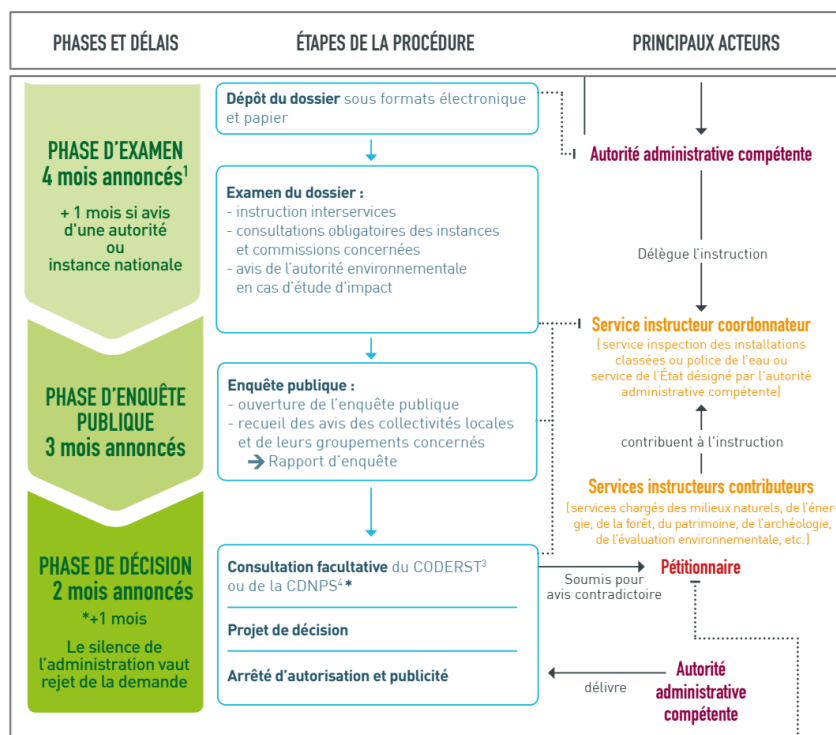 PHASES ET DÉLAIS
ÉTAPES DE LA PROCÉDURE
PRINCIPAUX ACTEURS
PHASE D'EXAMEN
4 mois annoncés¹
+ 1 mois si avis
d'une autorité
ou
instance nationale
PHASE D'ENQUÊTE
PUBLIQUE
3 mois annoncés
PHASE DE DÉCISION
2 mois annoncés
*+1 mois
Le silence de
l'administration vaut
rejet de la demande
Dépôt du dossier sous formats électronique
et papier
Examen du dossier :
- instruction interservices
- consultations obligatoires des instances
et commissions concernées
- avis de l'autorité environnementale
en cas d'étude d'impact
Enquête publique :
- ouverture de l'enquête publique
- recueil des avis des collectivités locales
et de leurs groupements concernés
➔ Rapport d'enquête
Consultation facultative du CODERST³
ou de la CDNPS⁴ *
Projet de décision
Arrêté d'autorisation et publicité
Autorité administrative compétente
Délègue l'instruction
Service instructeur coordonnateur
(service inspection des installations
classées ou police de l'eau ou
service de l'État désigné par l'autorité
administrative compétente)
contribuent à l'instruction
Services instructeurs contributeurs
(services chargés des milieux naturels, de l'éner-
gie, de la forêt, du patrimoine, de l'archéologie,
de l'évaluation environnementale, etc.)
Soumis pour
avis contradictoire
Pétitionnaire
délivre
Autorité
administrative
compétente